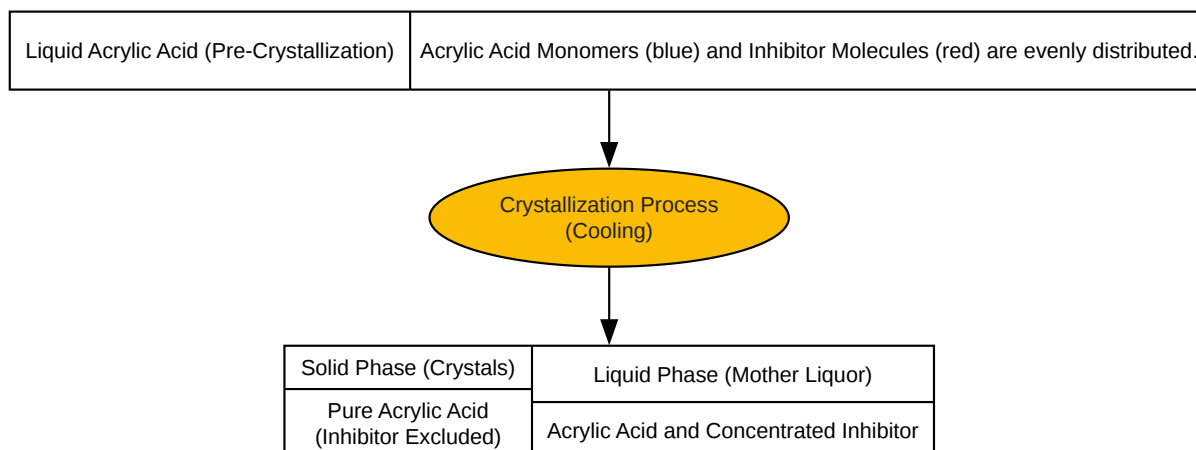 Liquid Acrylic Acid (Pre-Crystallization)
Acrylic Acid Monomers (blue) and Inhibitor Molecules (red) are evenly distributed.
Crystallization Process
(Cooling)
Solid Phase (Crystals)
Pure Acrylic Acid
(Inhibitor Excluded)
Liquid Phase (Mother Liquor)
Acrylic Acid and Concentrated Inhibitor